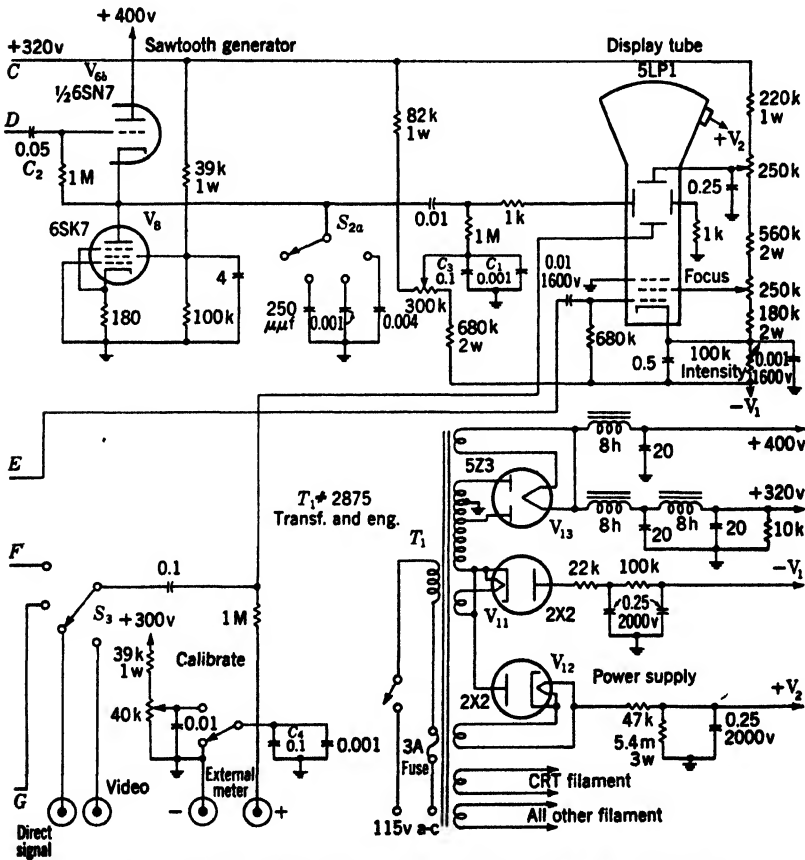 + 400v
+320v
Sawtooth generator
Display tube
C
V6b
5LP1
½6SN7
220k
1w
D
82k
1w
+V2
0.05
C2
39k
1w
1M
0.25
250k
6SK7
V8
S2a
0.01
1k
1M
1k
560k
2w
4
C3
0.1
C1
0.001
0.01
1600v
Focus
300k
250k
180
100k
250
μμf
0.001
0.004
680k
2w
680k
180k
2w
0.5
100k
Intensity
0.001
1600v
−V1
E
8h
20
+400v
5Z3
T1 # 2875
Transf. and eng.
+320v
T1
V13
8h
20
8h
20
10k
F
0.1
22k
100k
−V1
S3
+300v
1M
V11
2X2
0.25
2000v
39k
1w
Calibrate
V12
2X2
Power supply
40k
0.01
+V2
C4
0.1
0.001
3A
Fuse
47k
5.4m
3w
0.25
2000v
G
Video
−
External
meter
+
CRT filament
Direct
signal
115v a-c
All other filament